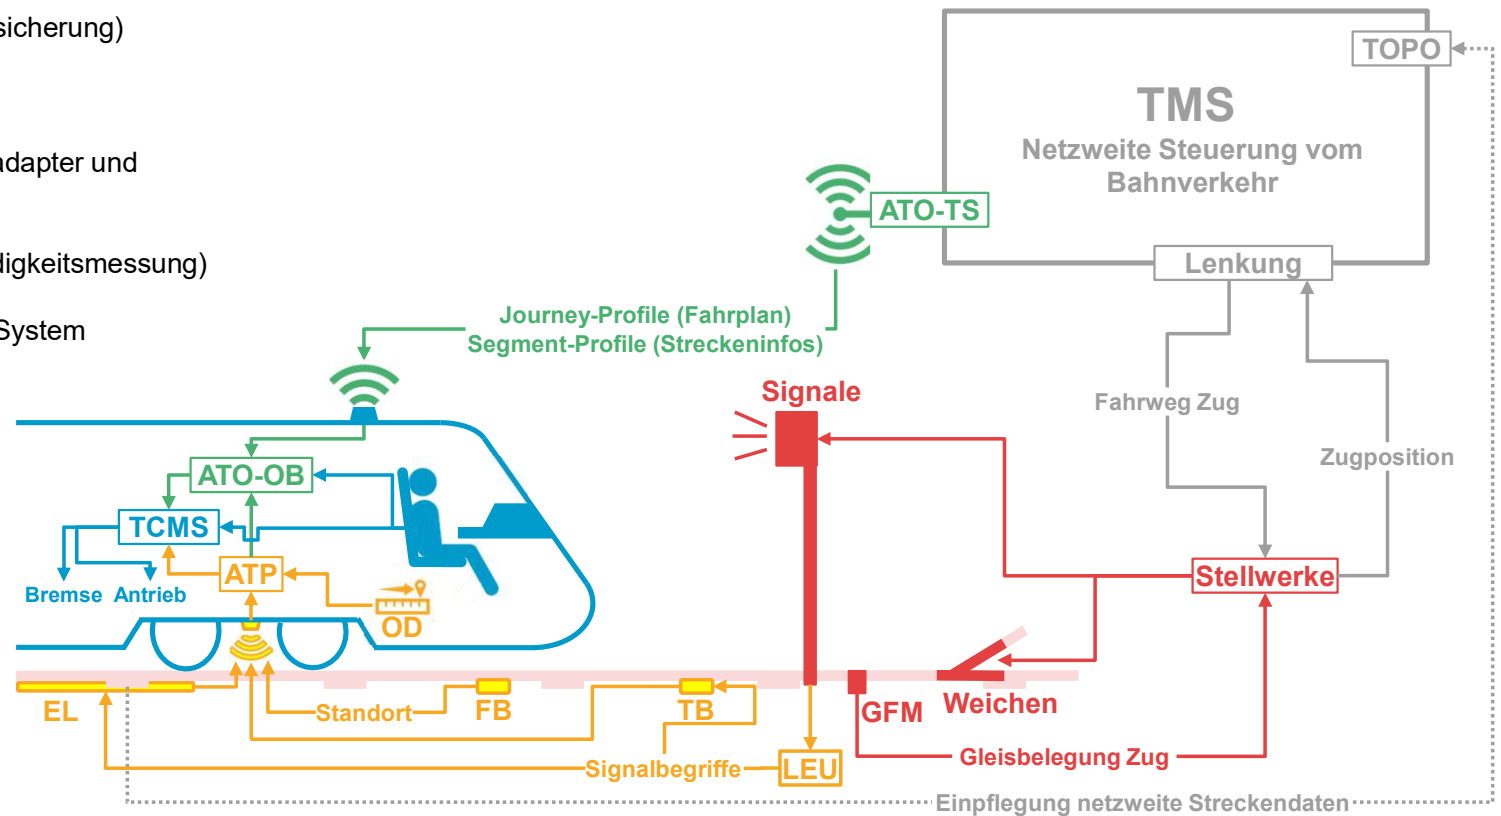 sicherung)
TOPO
TMS
Netzweite Steuerung vom
Bahnverkehr
adapter und
ATO-TS
digkeitsmessung)
Lenkung
System
Journey-Profile (Fahrplan)
Segment-Profile (Streckeninfos)
Signale
Fahrweg Zug
Zugposition
ATO-OB
TCMS
ATP
Bremse Antrieb
OD
Stellwerke
EL
Standort
FB
TB
GFM
Weichen
Gleisbelegung Zug
Signalbegriffe
LEU
Einpflegung netzweite Streckendaten